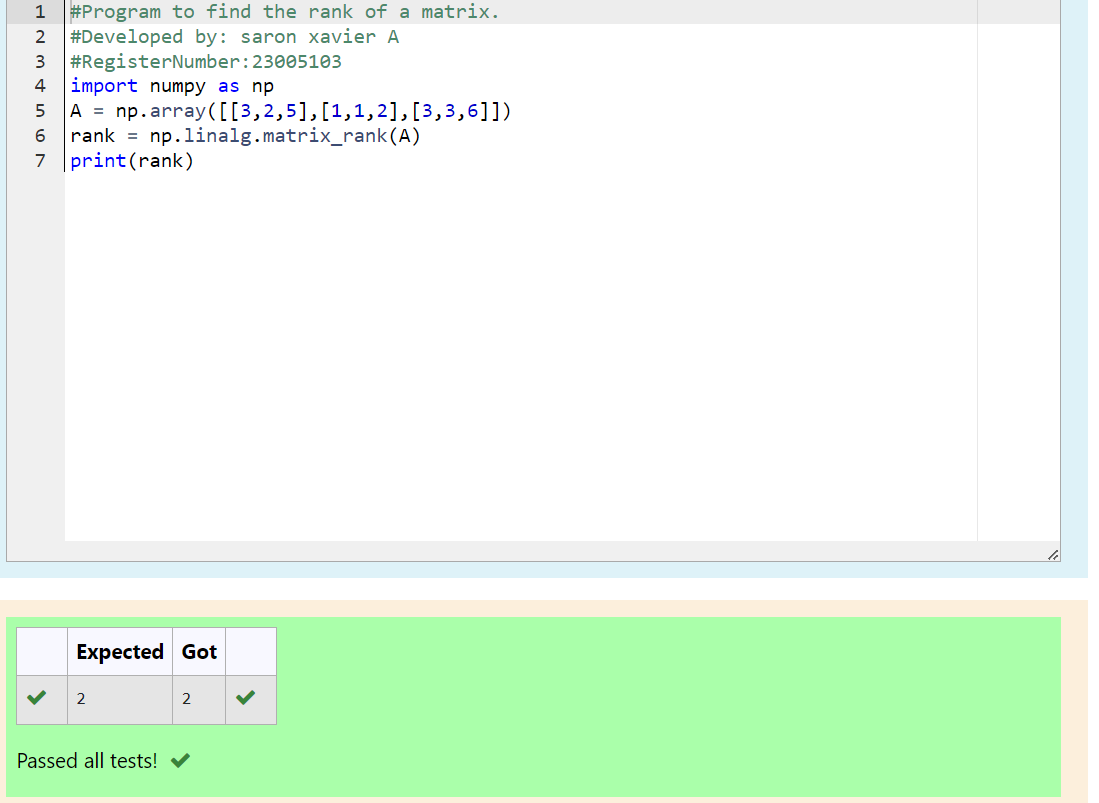 1 #Program to find the rank of a matrix.
2 #Developed by: saron xavier A
3 #RegisterNumber:23005103
4 import numpy as np
5 A = np.array([[3,2,5],[1,1,2],[3,3,6]])
6 rank = np.linalg.matrix_rank(A)
7 print(rank)
Expected Got
2 2
Passed all tests!